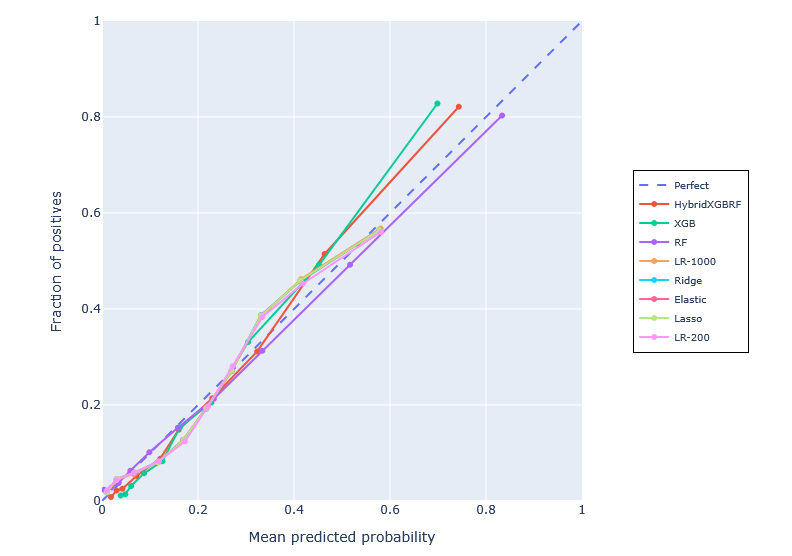 1
0.8
0.6
0.4
0.2
0
0
0.2
0.4
0.6
0.8
1
Fraction of positives
Mean predicted probability
Perfect
HybridXGBRF
XGB
RF
LR-1000
Ridge
Elastic
Lasso
LR-200